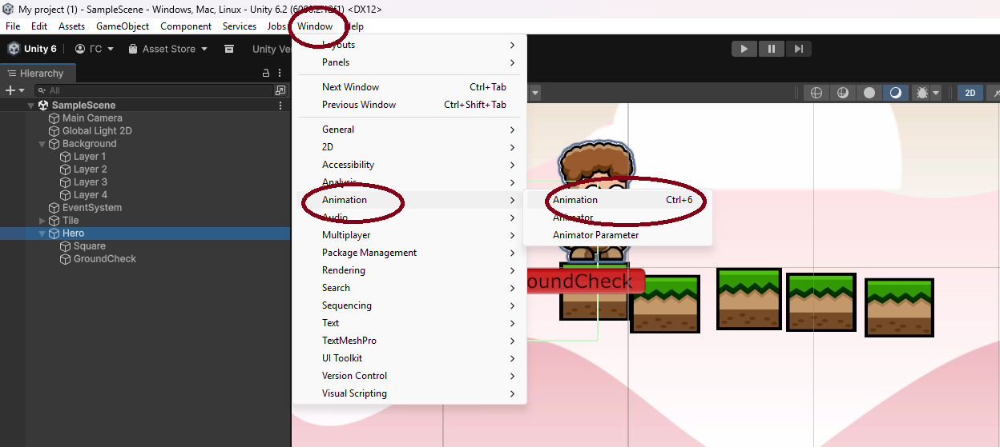 My project (1) - SampleScene - Windows, Mac, Linux - Unity 6.2 (6000.2.12f1) <DX12>
File Edit Assets GameObject Component Services Jobs Window Help
Unity 6 ГС Asset Store Unity Ve
Hierarchy
All
SampleScene
Main Camera
Global Light 2D
Background
Layer 1
Layer 2
Layer 3
Layer 4
EventSystem
Tile
Hero
Square
GroundCheck
Layouts
Panels
Next Window Ctrl+Tab
Previous Window Ctrl+Shift+Tab
General
2D
Accessibility
Analysis
Animation
Audio
Multiplayer
Package Management
Rendering
Search
Sequencing
Text
TextMeshPro
UI Toolkit
Version Control
Visual Scripting
Animation Ctrl+6
Animator
Animator Parameter
2D
oundCheck